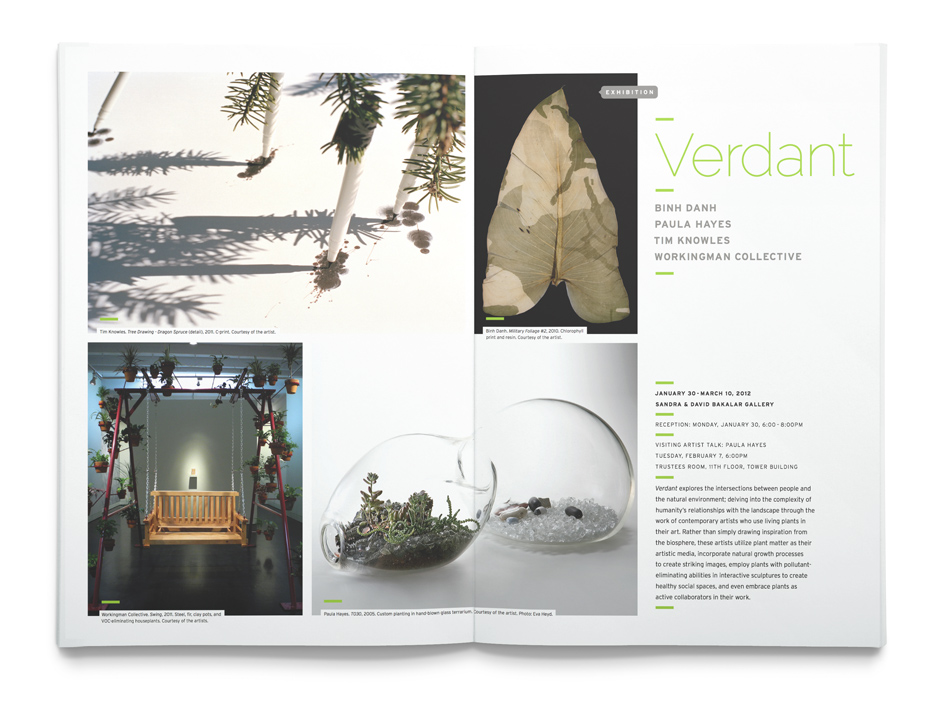 Tim Knowles. Tree Drawing - Dragon Spruce (detail), 2011. C-print. Courtesy of the artist.
Binh Danh. Military Foliage #2, 2010. Chlorophyll
print and resin. Courtesy of the artist.
Workingman Collective. Swing, 2011. Steel, fir, clay pots, and
VOC-eliminating houseplants. Courtesy of the artists.
Paula Hayes. T030, 2005. Custom planting in hand-blown glass terrarium. Courtesy of the artist. Photo: Eva Heyd.
EXHIBITION
Verdant
BINH DANH
PAULA HAYES
TIM KNOWLES
WORKINGMAN COLLECTIVE
JANUARY 30 - MARCH 10, 2012
SANDRA & DAVID BAKALAR GALLERY
RECEPTION: MONDAY, JANUARY 30, 6:00 - 8:00PM
VISITING ARTIST TALK: PAULA HAYES
TUESDAY, FEBRUARY 7, 6:00PM
TRUSTEES ROOM, 11TH FLOOR, TOWER BUILDING
Verdant explores the intersections between people and
the natural environment; delving into the complexity of
humanity's relationships with the landscape through the
work of contemporary artists who use living plants in
their art. Rather than simply drawing inspiration from
the biosphere, these artists utilize plant matter as their
artistic media, incorporate natural growth processes
to create striking images, employ plants with pollutant-
eliminating abilities in interactive sculptures to create
healthy social spaces, and even embrace plants as
active collaborators in their work.